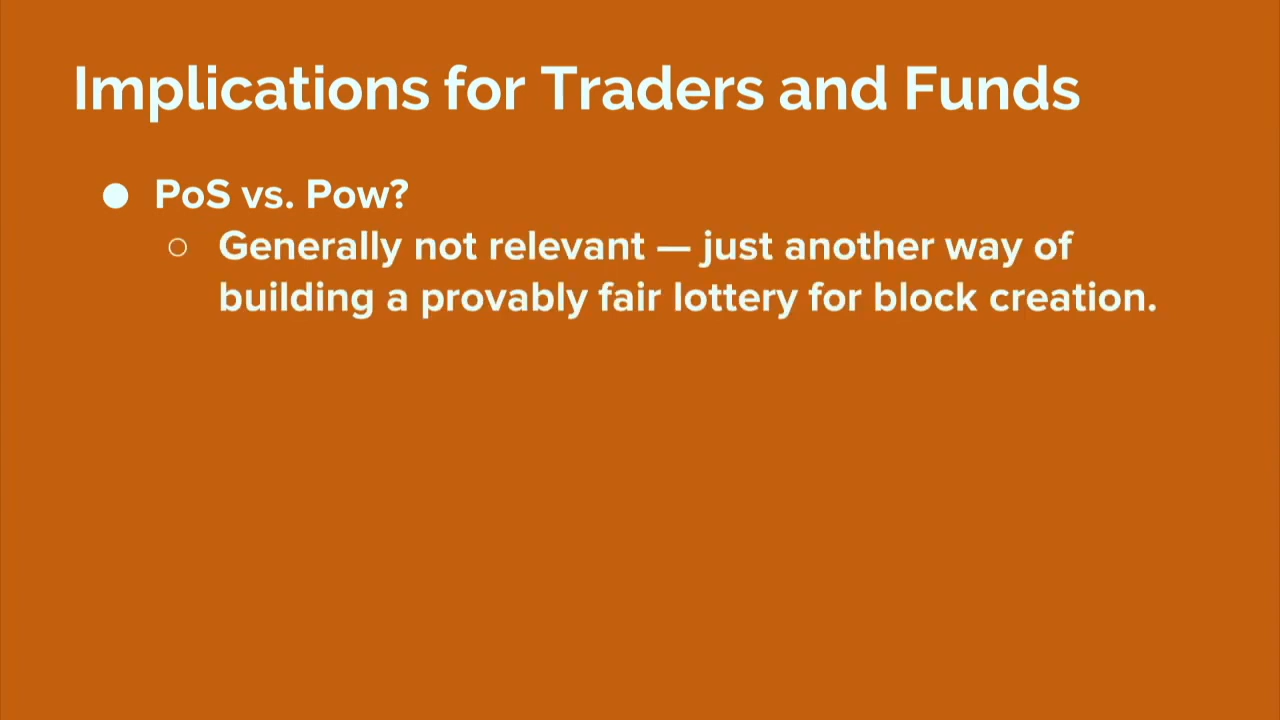 Implications for Traders and Funds
● PoS vs. Pow?
○ Generally not relevant — just another way of
building a provably fair lottery for block creation.